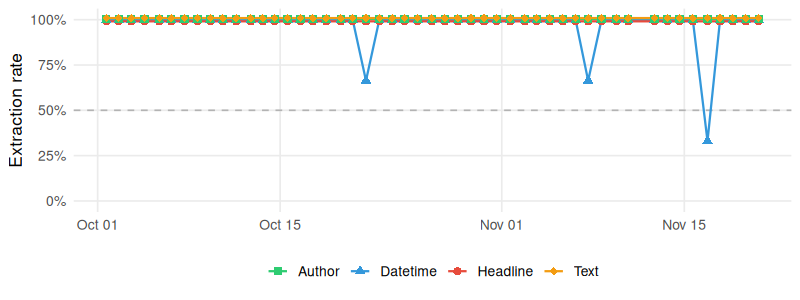 Extraction rate
100%
75%
50%
25%
0%
Oct 01 Oct 15 Nov 01 Nov 15
Author Datetime Headline Text